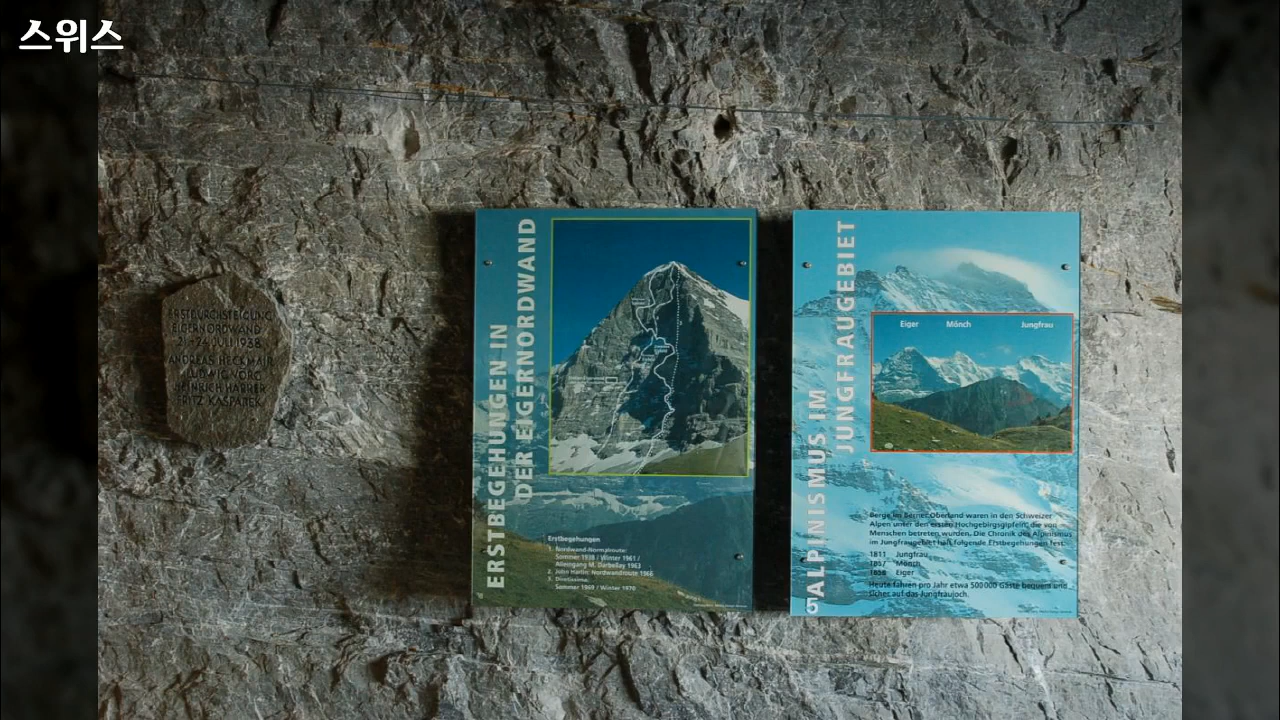 스위스
ERSTDURCHSTEIGUNG
EIGERNORDWAND
21.-24. JULI 1938
ANDREAS HECKMAIR
LUDWIG VÖRG
HEINRICH HARRER
FRITZ KASPAREK
ERSTBEGEHUNGEN IN
DER EIGERNORDWAND
Erstbegehungen
1. Nordwand-Normalroute:
Sommer 1938 / Winter 1961 /
Alleingang M. Darbellay 1963
2. John Harlin: Nordwandroute 1966
3. Direttissima:
Sommer 1969 / Winter 1970
ALPINISMUS IM
JUNGFRAUGEBIET
Eiger Mönch Jungfrau
Berge im Berner Oberland waren in den Schweizer
Alpen unter den ersten Hochgebirgsgipfeln, die von
Menschen betreten wurden. Die Chronik des Alpinismus
im Jungfraugebiet hält folgende Erstbegehungen fest:
1811 Jungfrau
1857 Mönch
1858 Eiger
Heute fahren pro Jahr etwa 500 000 Gäste bequem und
sicher auf das Jungfraujoch.